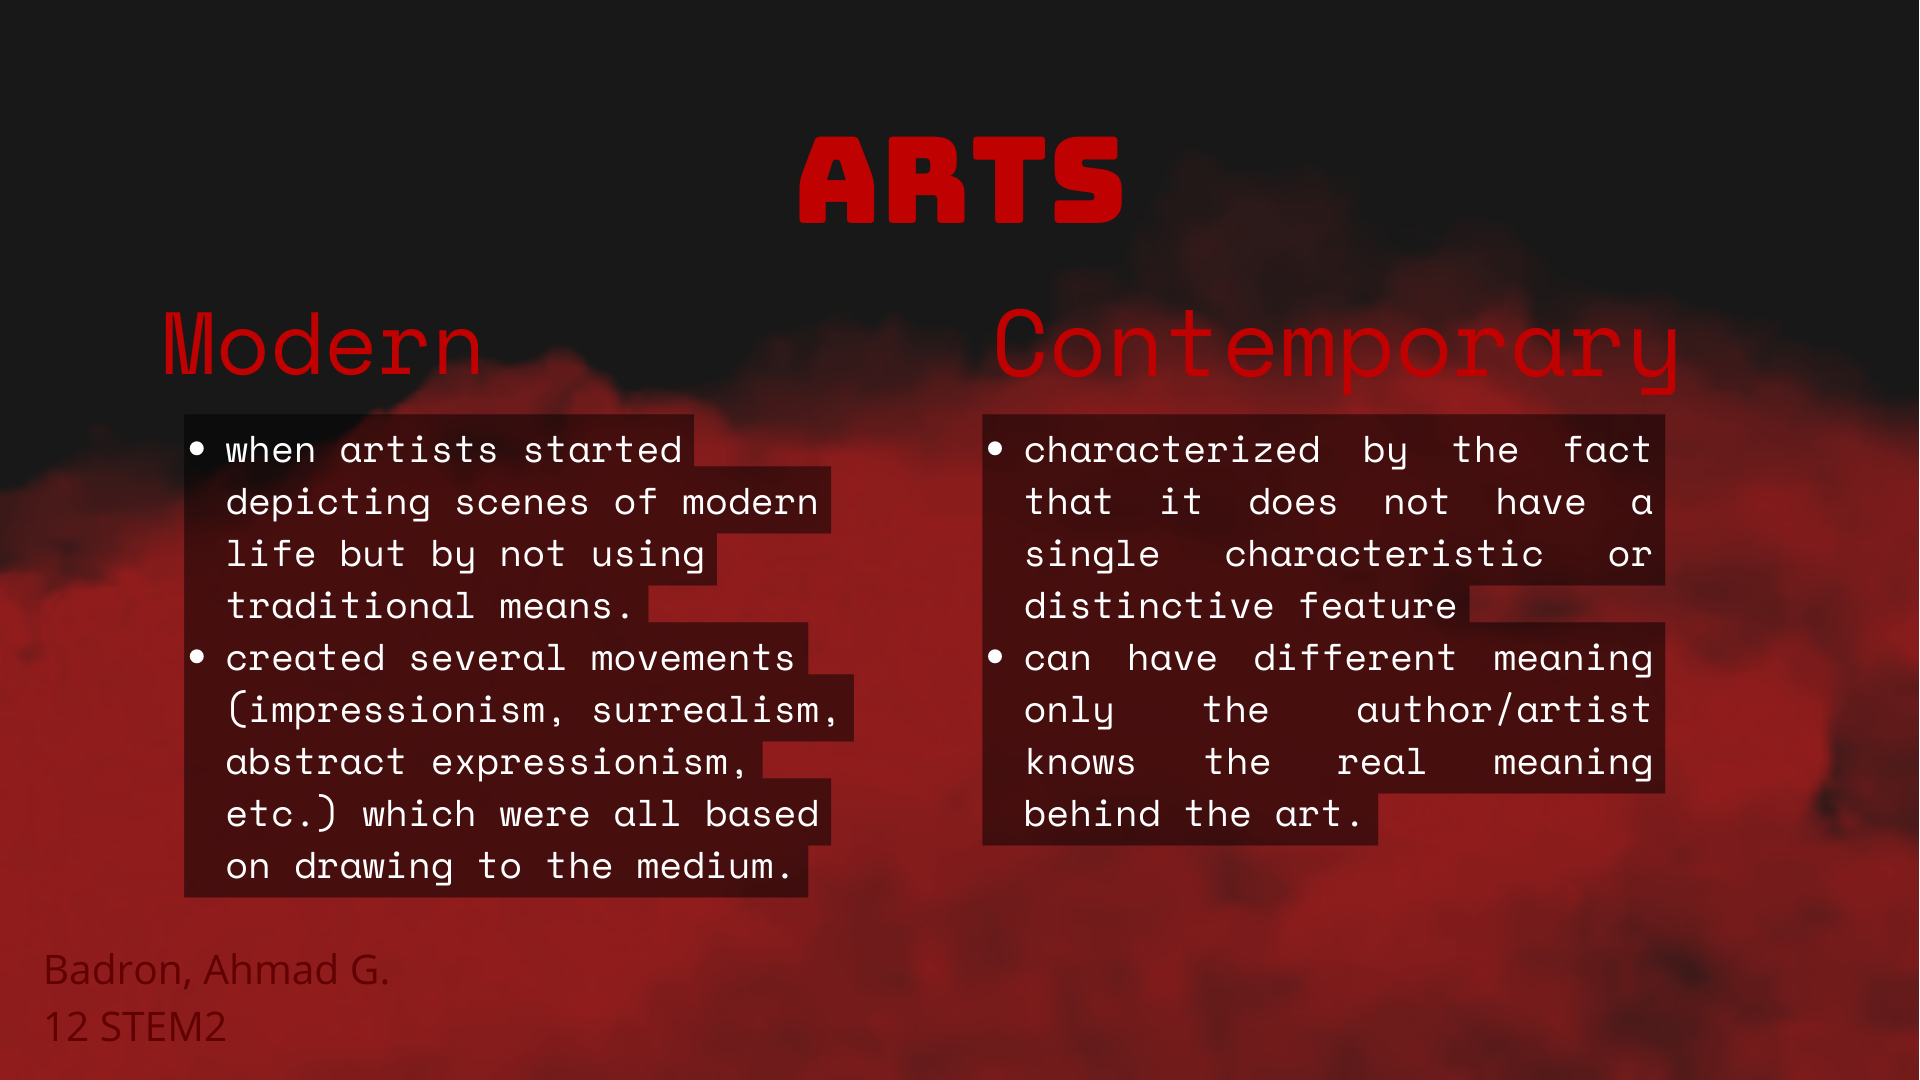 ARTS
Modern
when artists started
depicting scenes of modern
life but by not using
traditional means.
created several movements
(impressionism, surrealism,
abstract expressionism,
etc.) which were all based
on drawing to the medium.
Contemporary
characterized by the fact
that it does not have a
single characteristic or
distinctive feature
can have different meaning
only the author/artist
knows the real meaning
behind the art.
Badron, Ahmad G.
12 STEM2